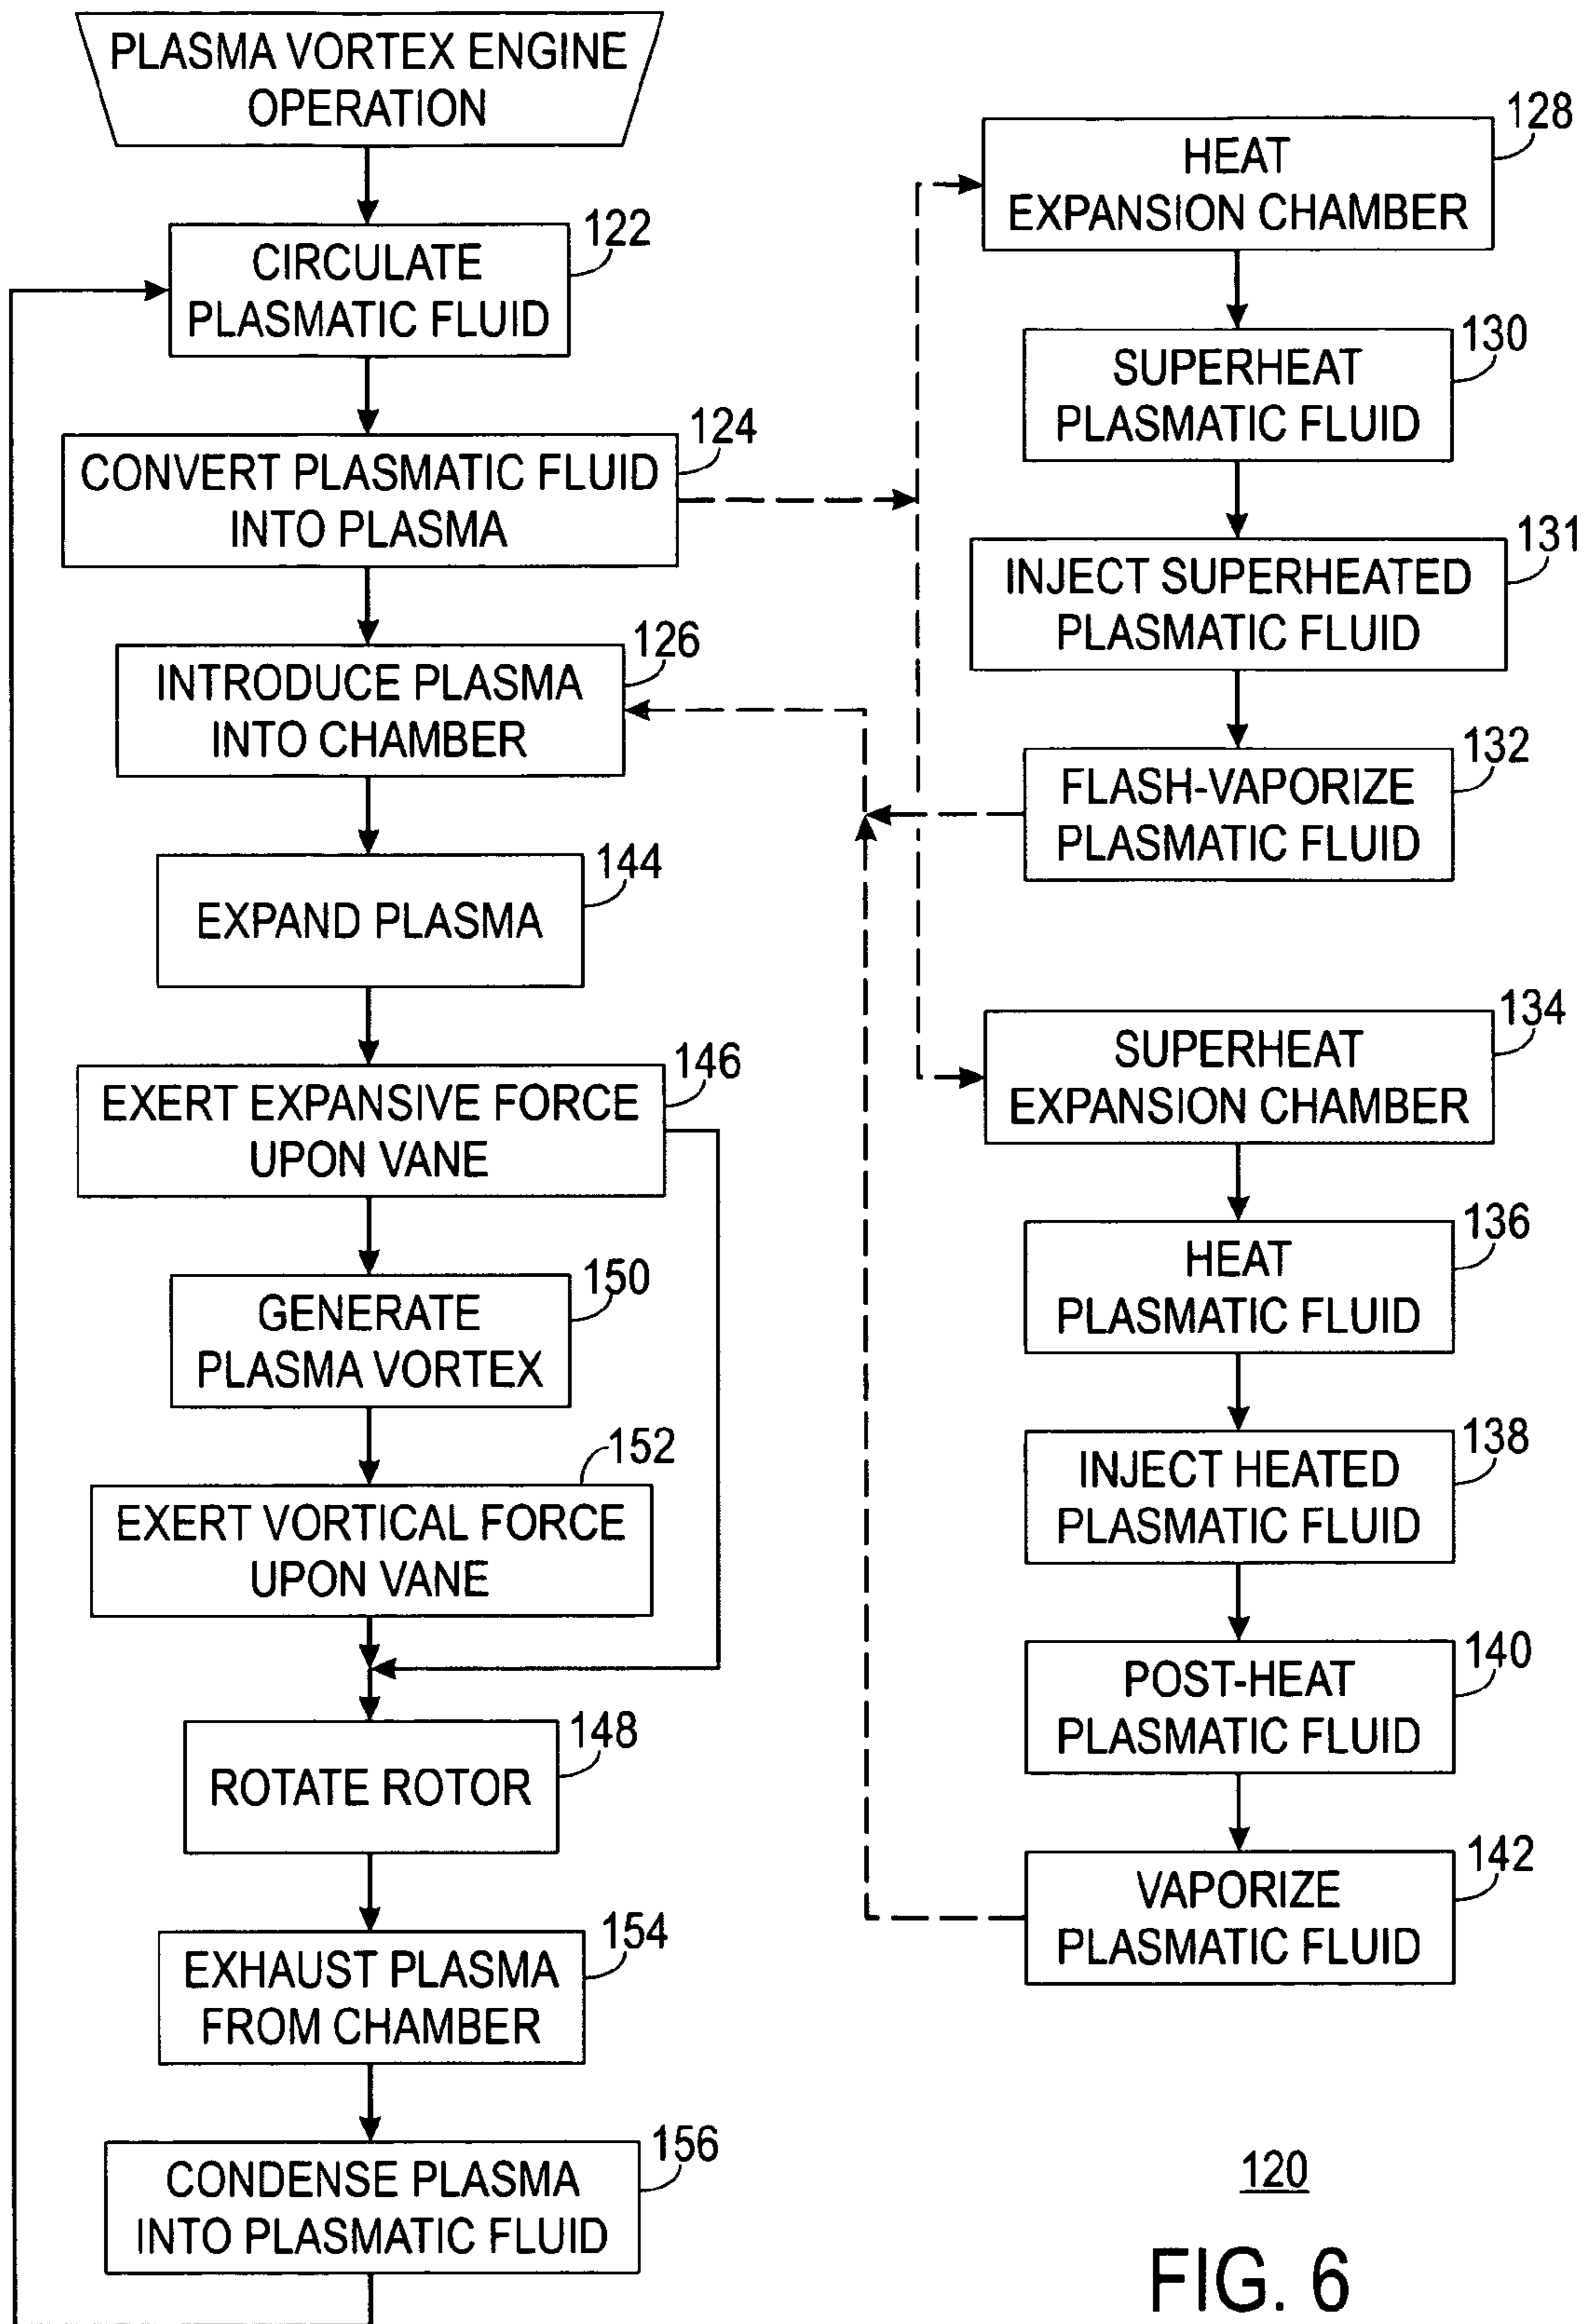 PLASMA VORTEX ENGINE
OPERATION
122
CIRCULATE
PLASMATIC FLUID
124
CONVERT PLASMATIC FLUID
INTO PLASMA
126
INTRODUCE PLASMA
INTO CHAMBER
144
EXPAND PLASMA
146
EXERT EXPANSIVE FORCE
UPON VANE
150
GENERATE
PLASMA VORTEX
152
EXERT VORTICAL FORCE
UPON VANE
148
ROTATE ROTOR
154
EXHAUST PLASMA
FROM CHAMBER
156
CONDENSE PLASMA
INTO PLASMATIC FLUID
128
HEAT
EXPANSION CHAMBER
130
SUPERHEAT
PLASMATIC FLUID
131
INJECT SUPERHEATED
PLASMATIC FLUID
132
FLASH-VAPORIZE
PLASMATIC FLUID
134
SUPERHEAT
EXPANSION CHAMBER
136
HEAT
PLASMATIC FLUID
138
INJECT HEATED
PLASMATIC FLUID
140
POST-HEAT
PLASMATIC FLUID
142
VAPORIZE
PLASMATIC FLUID
120
FIG. 6